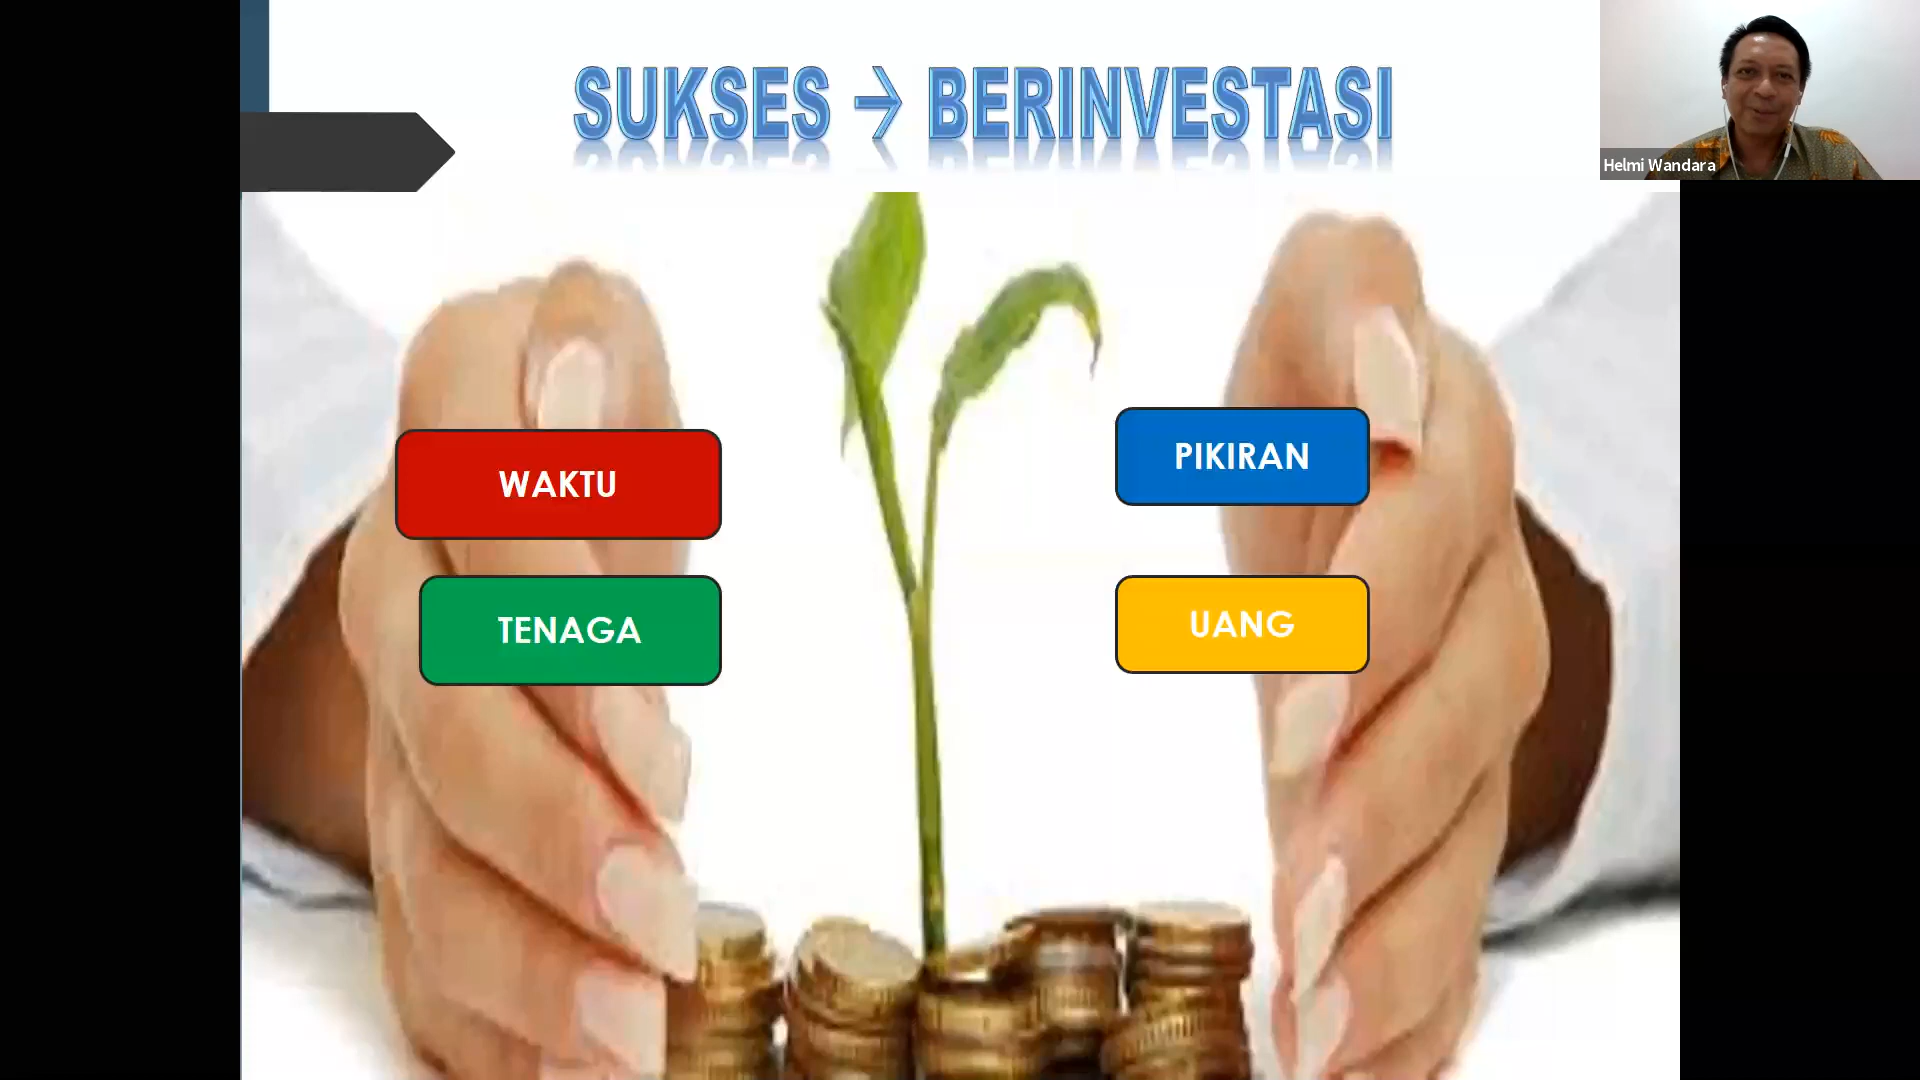 SUKSES → BERINVESTASI
Helmi Wandara
WAKTU
PIKIRAN
TENAGA
UANG